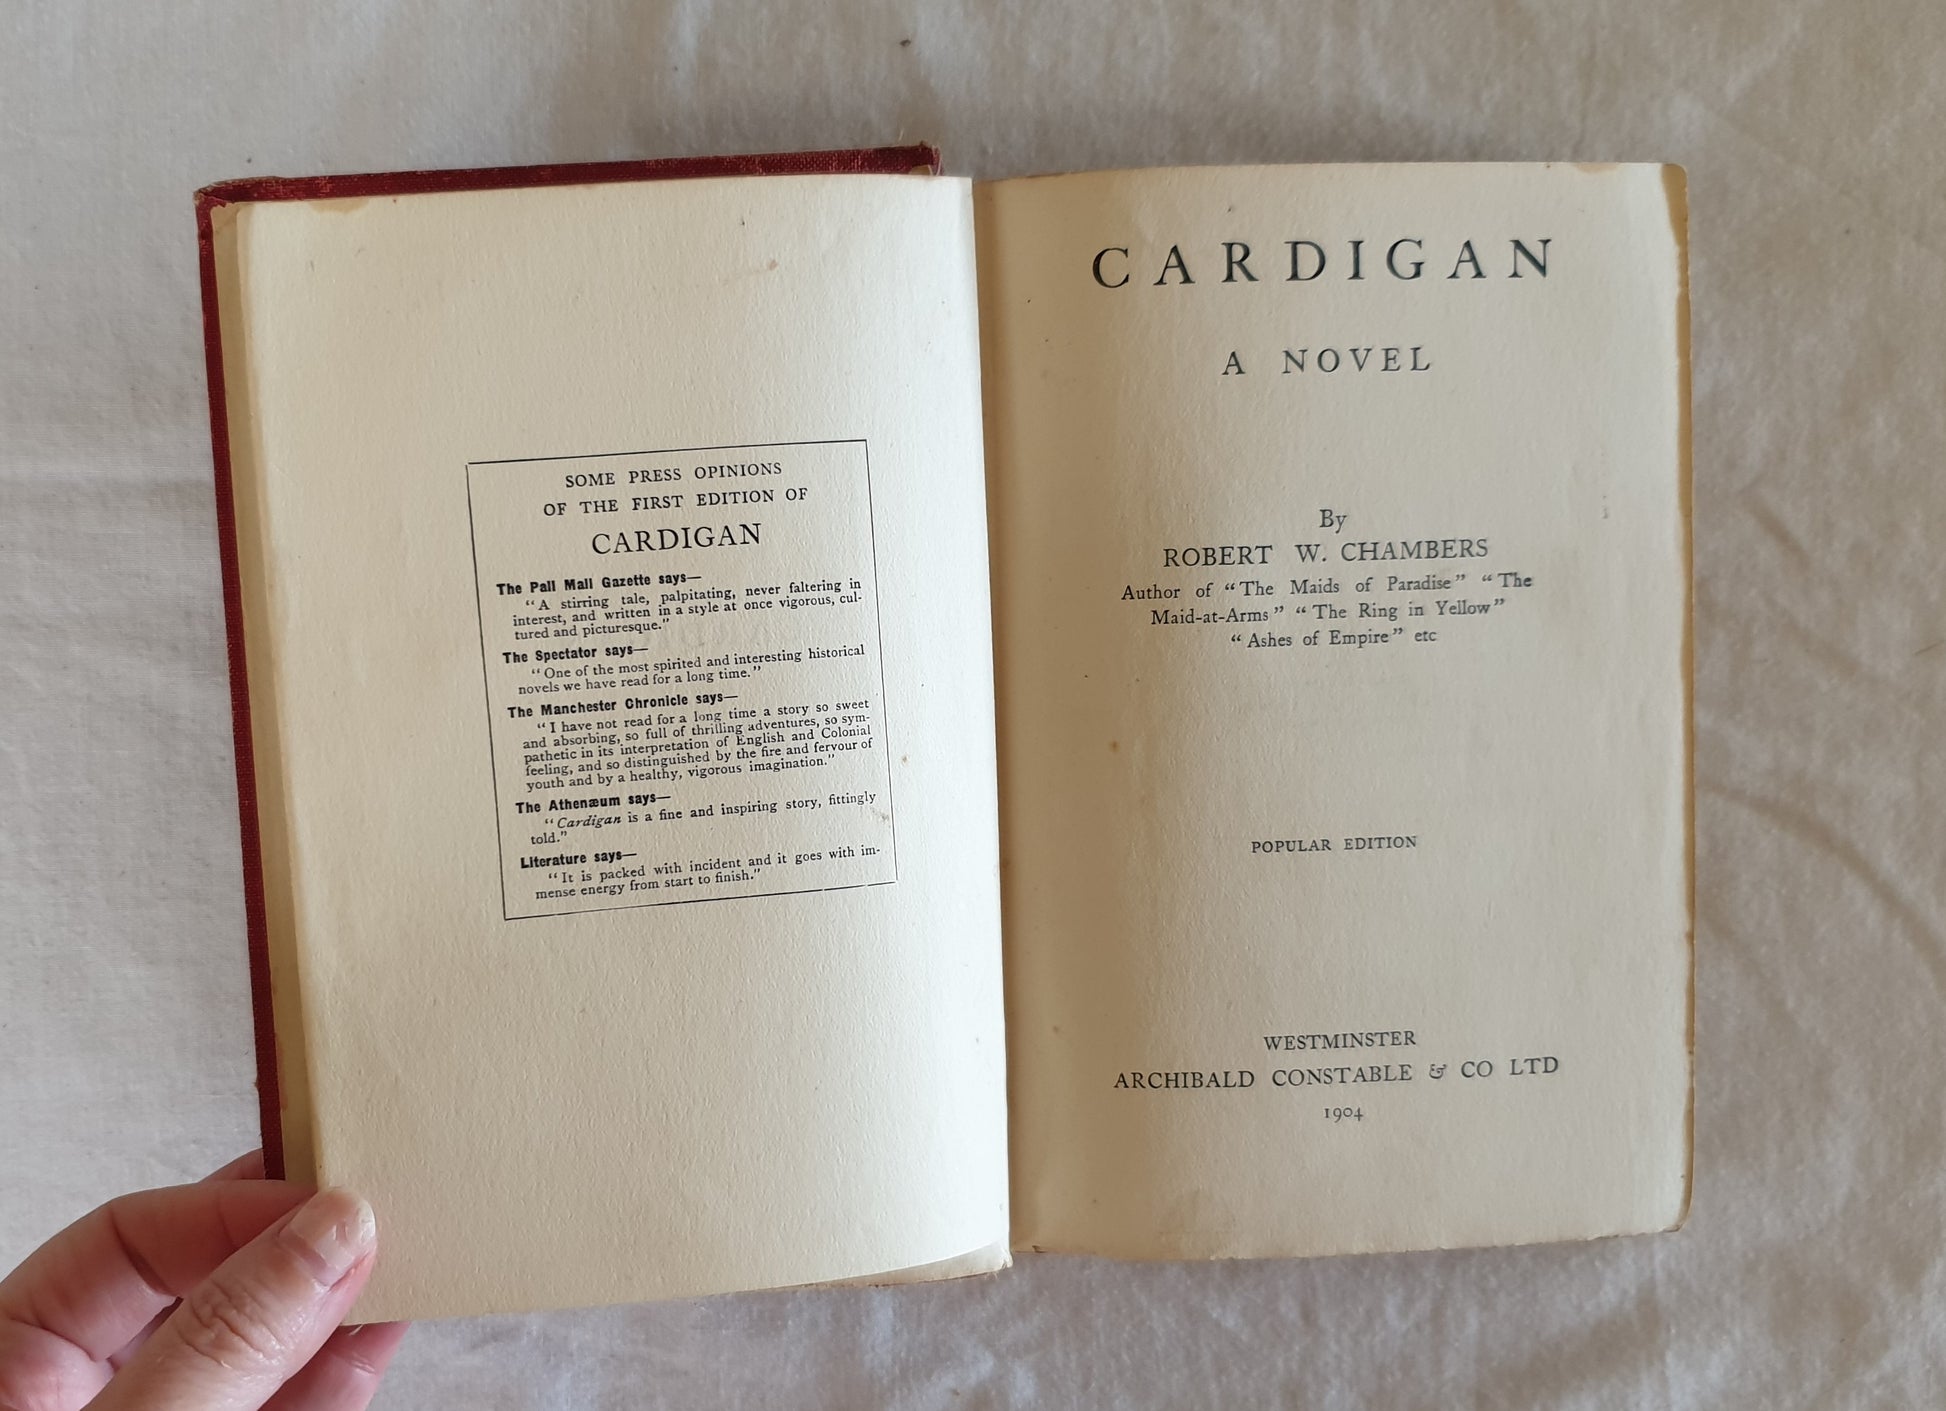 SOME PRESS OPINIONS
OF THE FIRST EDITION OF
CARDIGAN
The Pall Mall Gazette says—
"A stirring tale, palpitating, never faltering in
interest, and written in a style at once vigorous, cul-
tured and picturesque."
The Spectator says—
"One of the most spirited and interesting historical
novels we have read for a long time."
The Manchester Chronicle says—
"I have not read for a long time a story so sweet
and absorbing, so full of thrilling adventures, so sym-
pathetic in its interpretation of English and Colonial
feeling, and so distinguished by the fire and fervour of
youth and by a healthy, vigorous imagination."
The Athenæum says—
"Cardigan is a fine and inspiring story, fittingly
told."
Literature says—
"It is packed with incident and it goes with im-
mense energy from start to finish."
CARDIGAN
A NOVEL
By
ROBERT W. CHAMBERS
Author of "The Maids of Paradise" "The
Maid-at-Arms" "The Ring in Yellow"
"Ashes of Empire" etc
POPULAR EDITION
WESTMINSTER
ARCHIBALD CONSTABLE & CO LTD
1904